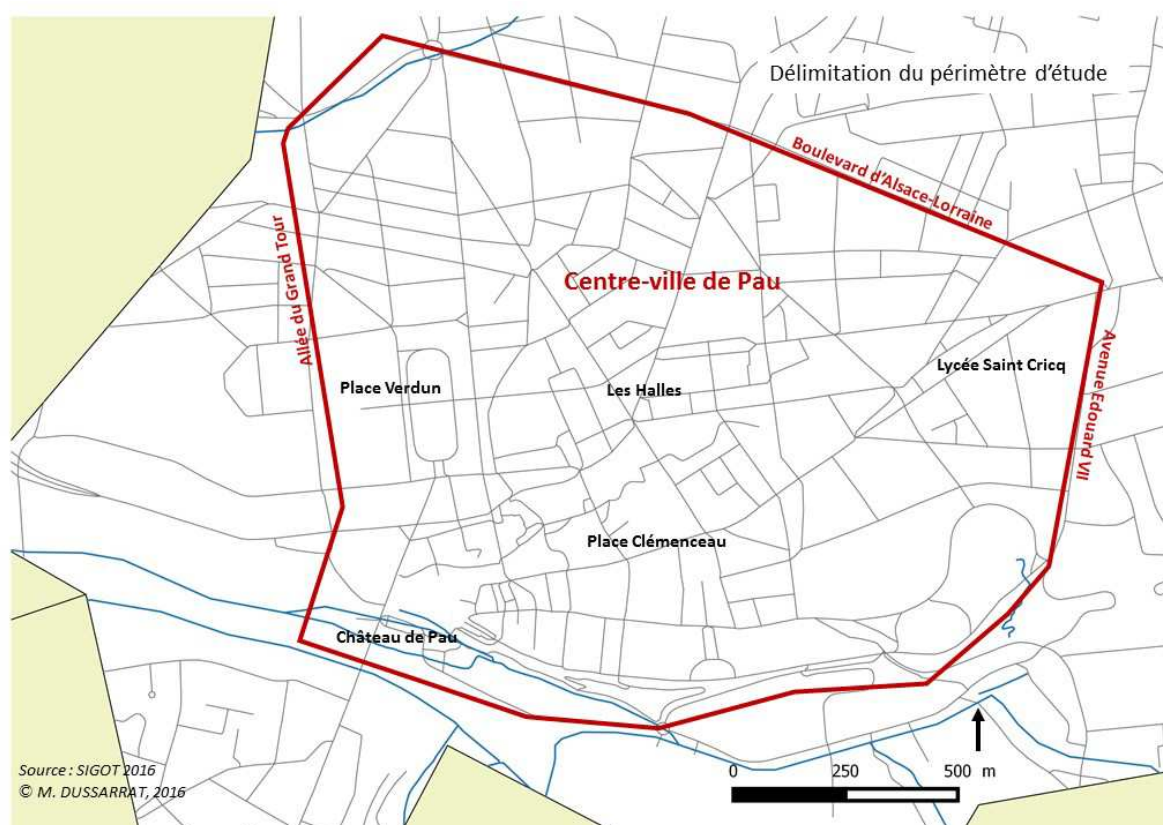 Délimitation du périmètre d'étude
Boulevard d'Alsace-Lorraine
Allée du Grand Tour
Centre-ville de Pau
Avenue Edouard VII
Lycée Saint Cricq
Place Verdun
Les Halles
Place Clémenceau
Château de Pau
Source : SIGOT 2016
© M. DUSSARRAT, 2016
0 250 500 m